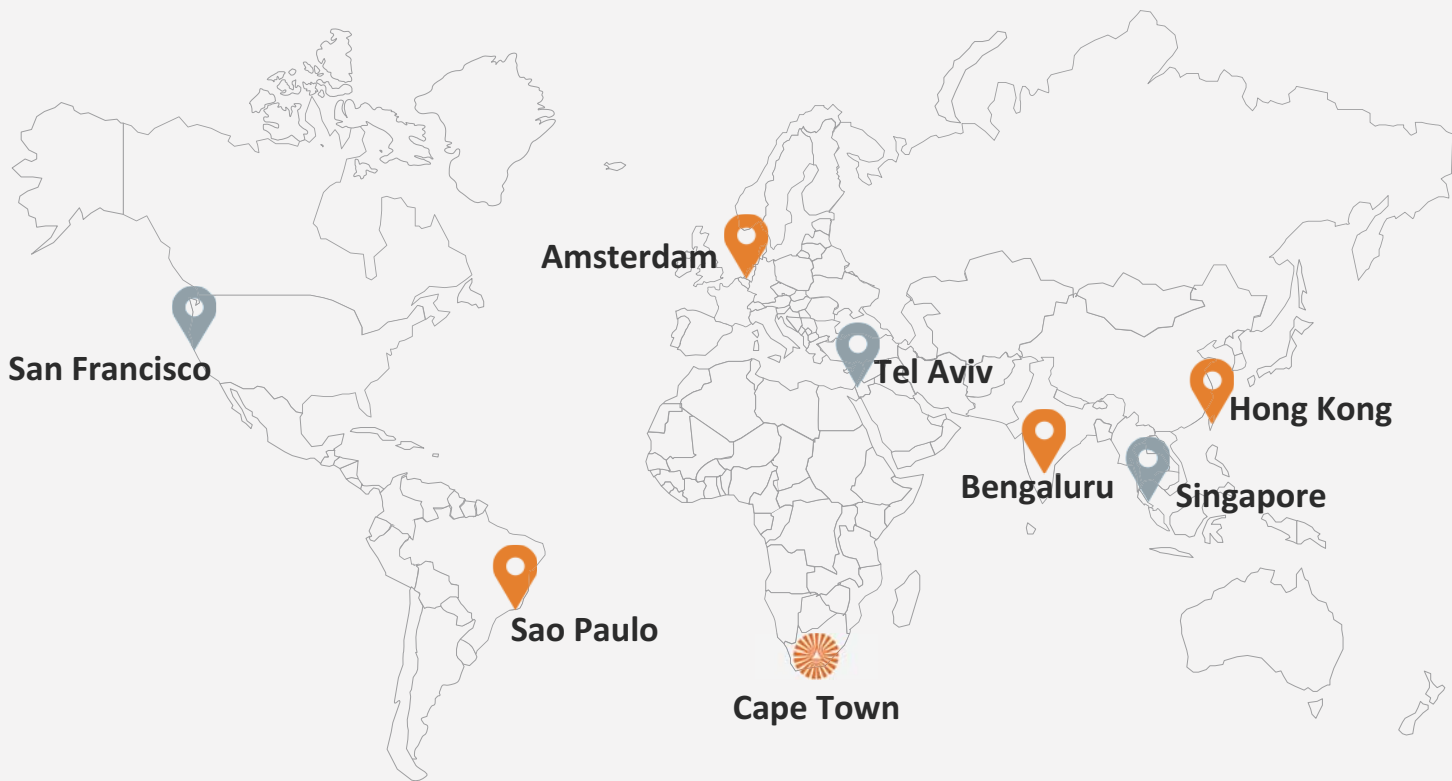 Amsterdam
San Francisco
Tel Aviv
Hong Kong
Bengaluru
Singapore
Sao Paulo
Cape Town